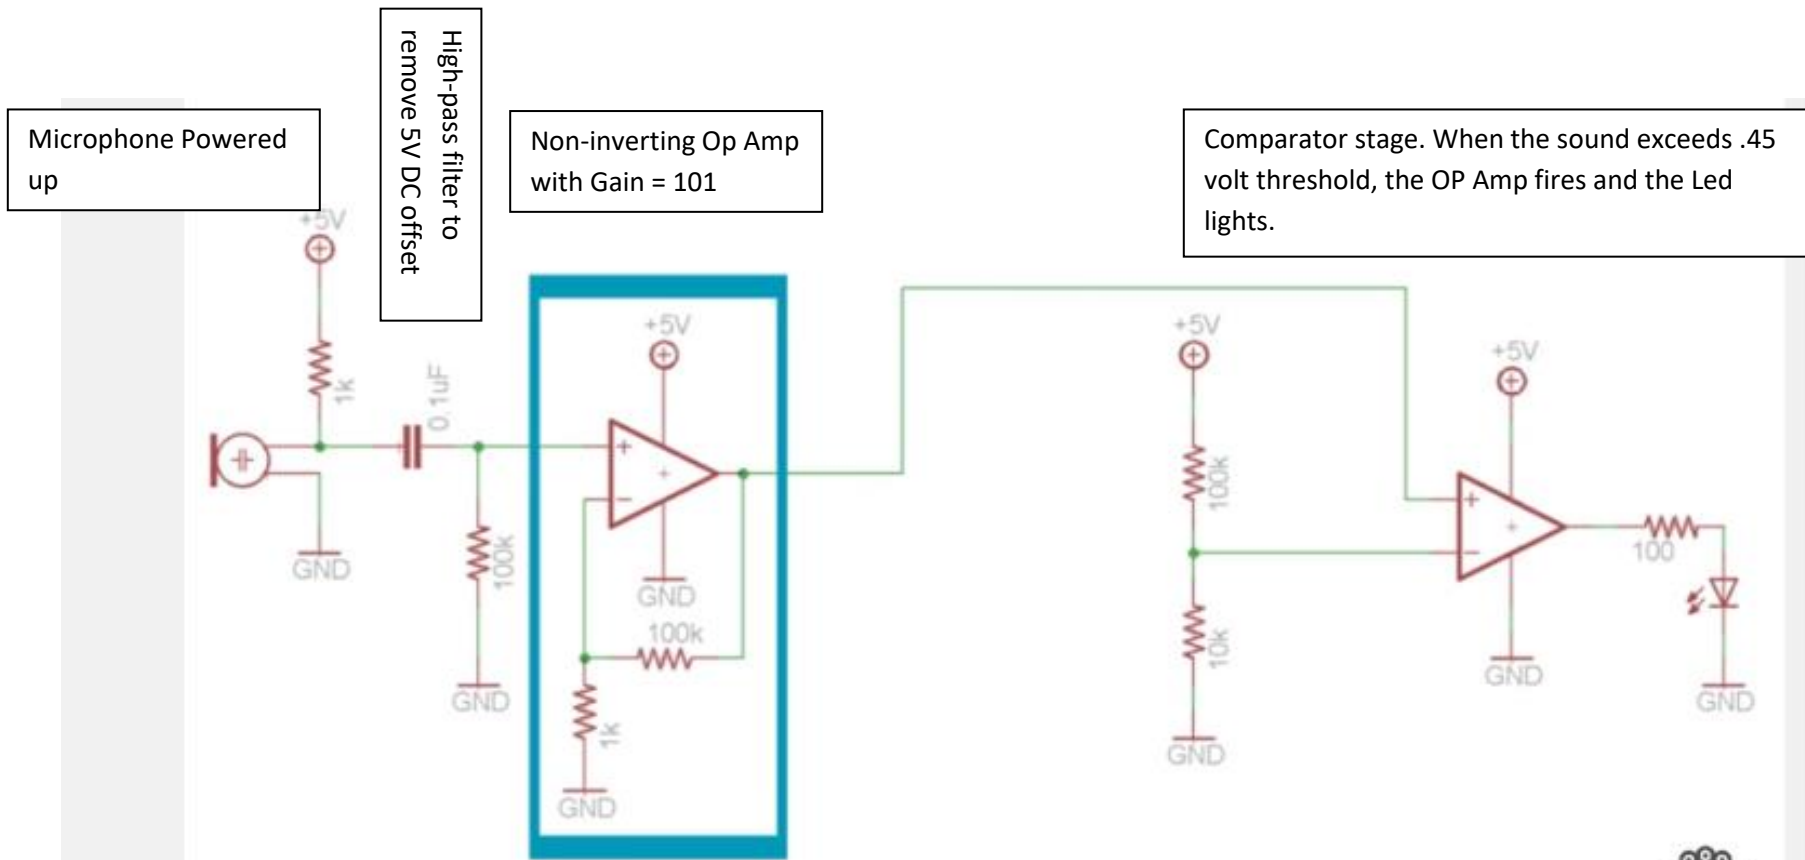 High-pass filter to
remove 5V DC offset
Microphone Powered
up
Non-inverting Op Amp
with Gain = 101
Comparator stage. When the sound exceeds .45
volt threshold, the OP Amp fires and the Led
lights.
+5V
1k
0.1uF
GND
100k
GND
+5V
GND
100k
1k
GND
+5V
100k
10k
GND
+5V
GND
100
GND